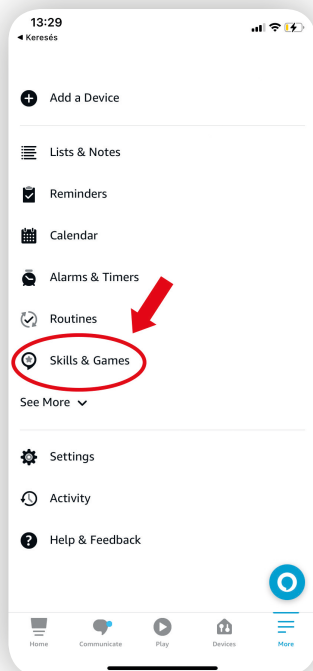 13:29
◀ Keresés
Add a Device
Lists & Notes
Reminders
Calendar
Alarms & Timers
Routines
Skills & Games
See More
Settings
Activity
Help & Feedback
Home Communicate Play Devices More